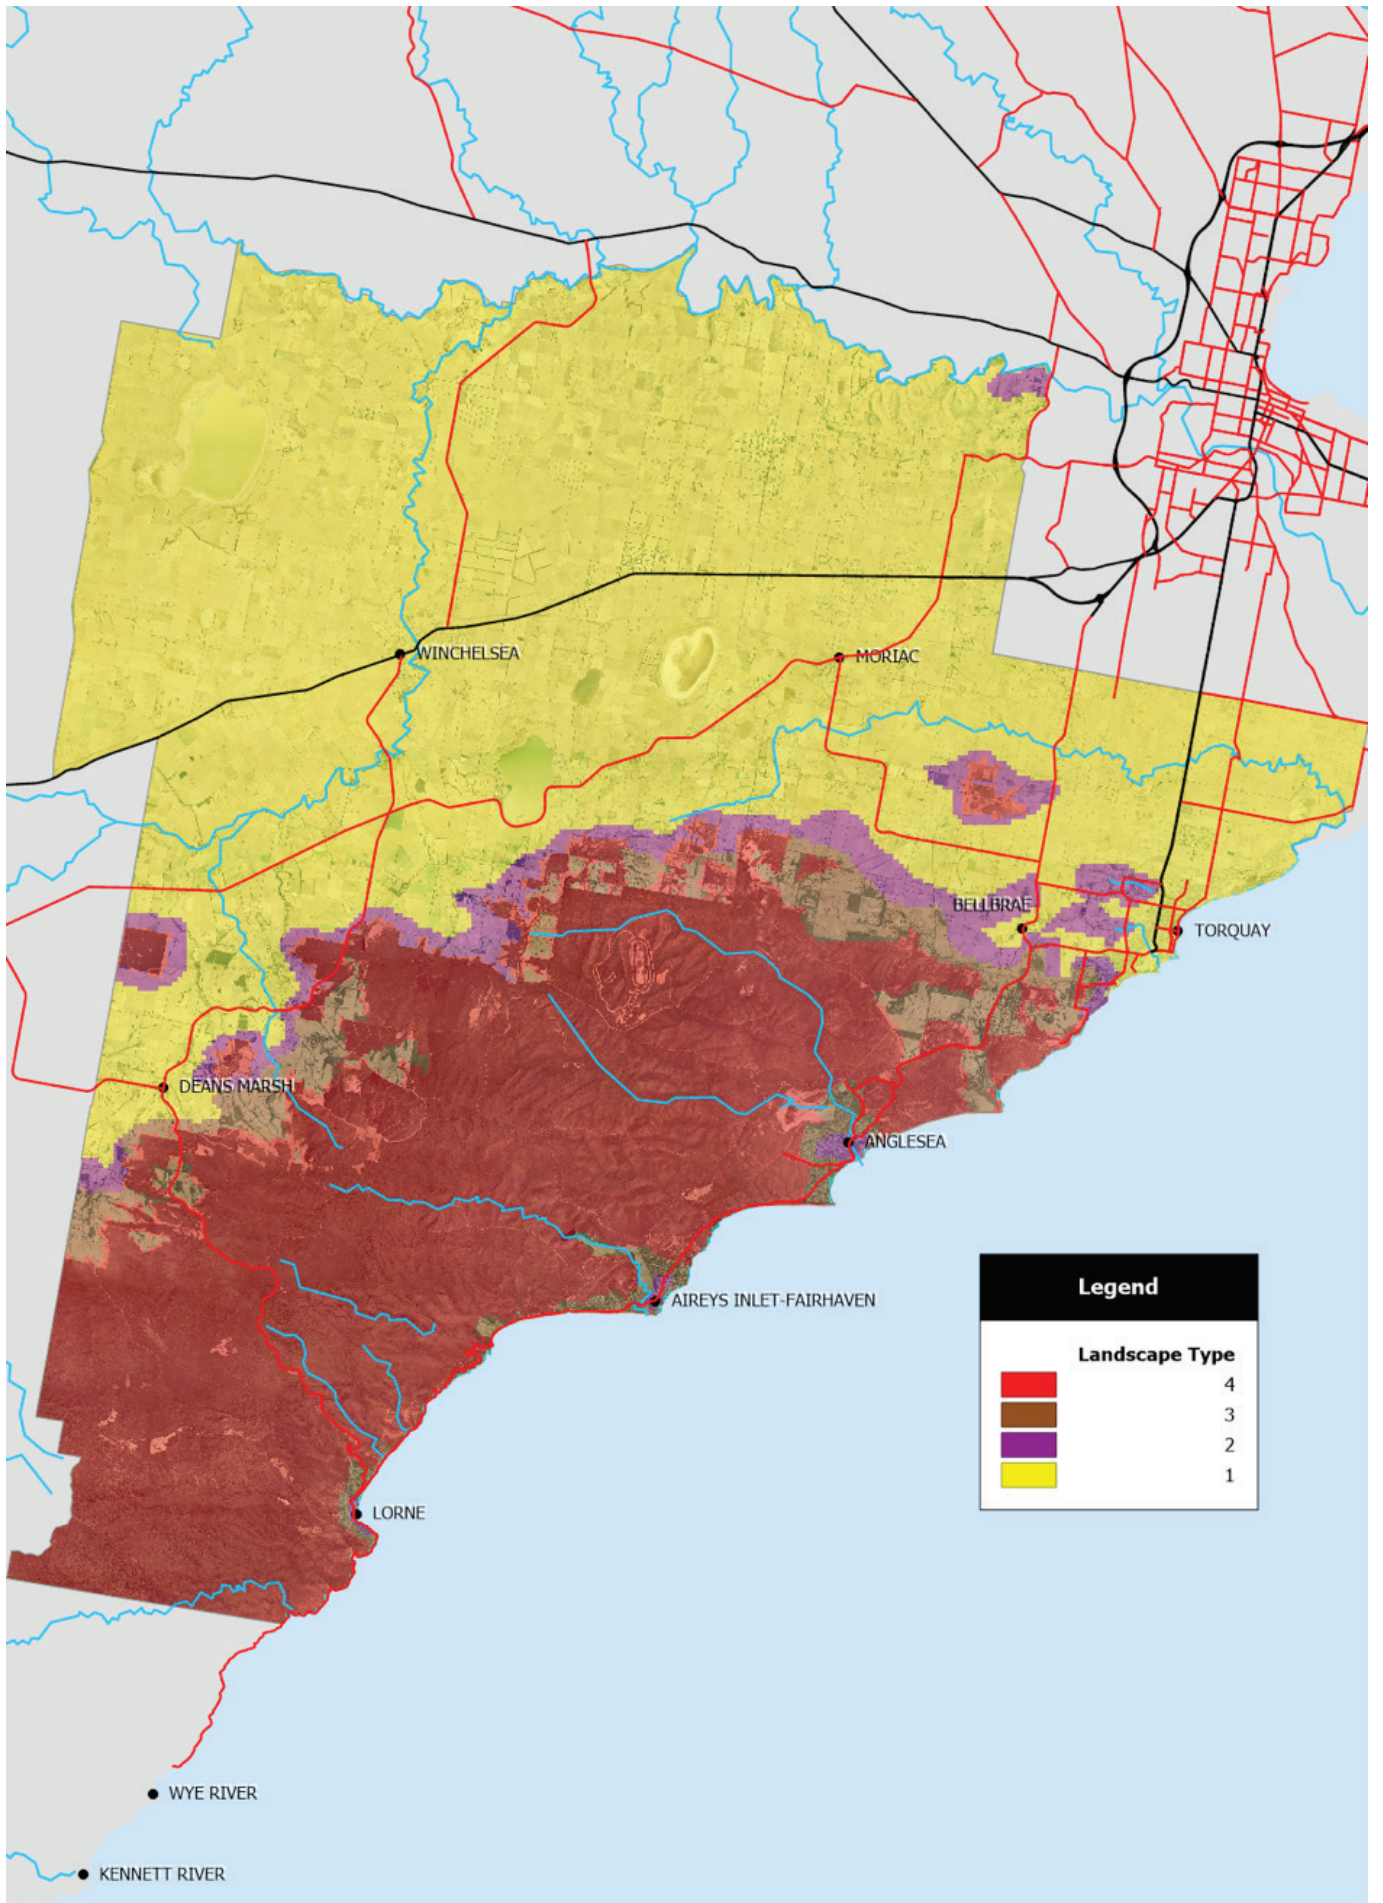 WINCHELSEA
MORIAC
BELLBRAE
TORQUAY
DEANS MARSH
ANGLESEA
AIREYS INLET-FAIRHAVEN
Legend
Landscape Type
4
3
2
1
LORNE
WYE RIVER
KENNETT RIVER